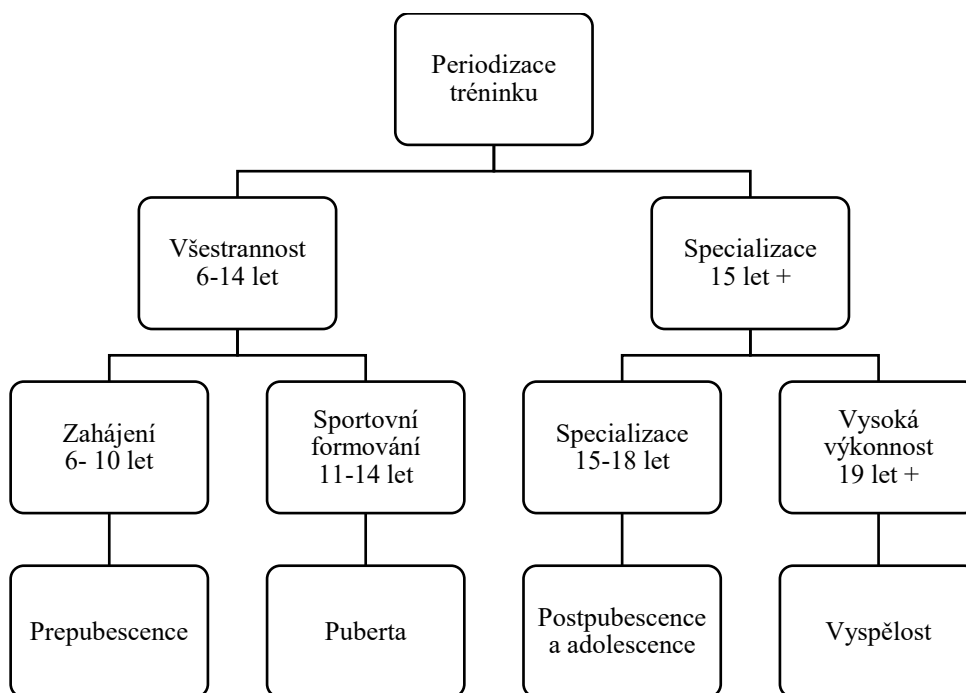 Periodizace
tréninku
Všestrannost
6-14 let
Specializace
15 let +
Zahájení
6- 10 let
Sportovní
formování
11-14 let
Specializace
15-18 let
Vysoká
výkonnost
19 let +
Prepubescence
Puberta
Postpubescence
a adolescence
Vyspělost